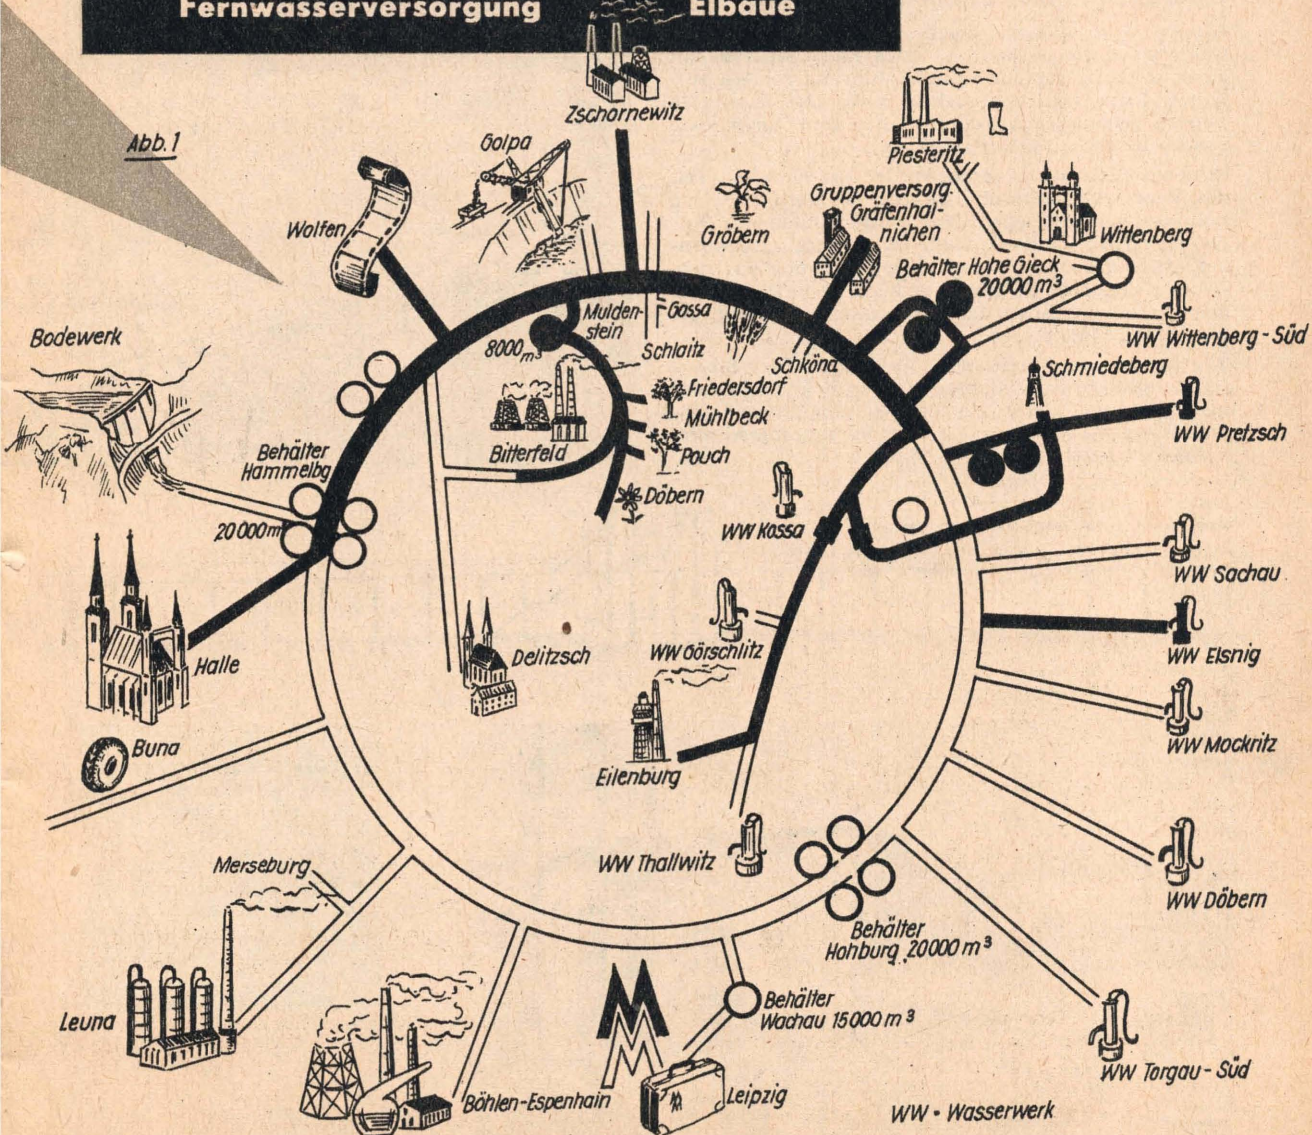 Fernwasserversorgung Elbaue
Zschornewitz
Abb.1
Golpa
Piesteritz
Gruppenversorg.
Gräfenhai-
nichen
Wolfen
Gröbern
Wittenberg
Behälter Hohe Gieck
20000 m³
Mulden-
stein
Gossa
8000 m³
Schlaitz
Schköna
WW Wittenberg-Süd
Bodewerk
Schmiedeberg
Friedersdorf
Mühlbeck
WW Pretzsch
Behälter
Hammelbg
Bitterfeld
Pouch
Döbern
20000 m³
WW Kossa
WW Sachau
WW Görschlitz
Delitzsch
Halle
WW Elsnig
Buna
WW Mockritz
Eilenburg
Merseburg
WW Thallwitz
WW Döbern
Behälter
Hohburg 20000 m³
Leuna
Behälter
Wachau 15000 m³
WW Torgau-Süd
Böhlen-Espenhain
MM
Leipzig
WW • Wasserwerk